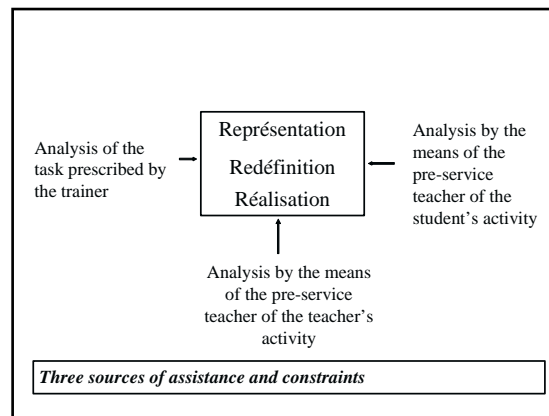 Représentation
Redéfinition
Réalisation
Analysis of the
task prescribed by
the trainer
Analysis by the
means of the
pre-service
teacher of the
student's activity
Analysis by the means
of the pre-service
teacher of the teacher's
activity
Three sources of assistance and constraints